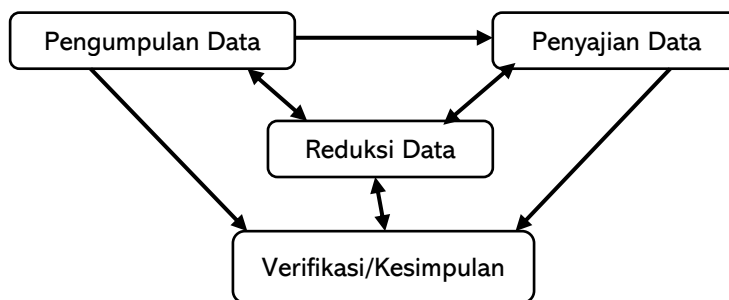 Pengumpulan Data
Penyajian Data
Reduksi Data
Verifikasi/Kesimpulan